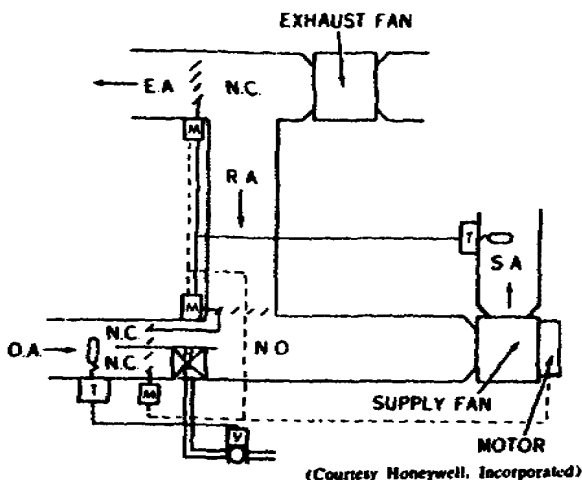 EXHAUST FAN
E.A. N.C.
M
R A
T
S A
M
N.C.
O.A. N O
N.C.
T M
SUPPLY FAN
V
MOTOR
(Courtesy Honeywell, Incorporated)